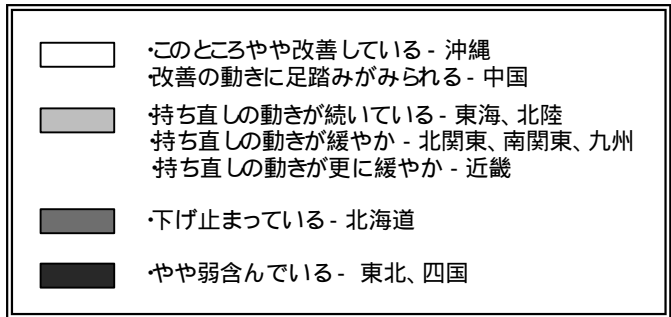 ・このところやや改善している - 沖縄
・改善の動きに足踏みがみられる - 中国
・持ち直しの動きが続いている - 東海、北陸
・持ち直しの動きが緩やか - 北関東、南関東、九州
・持ち直しの動きが更に緩やか - 近畿
・下げ止まっている - 北海道
・やや弱含んでいる - 東北、四国